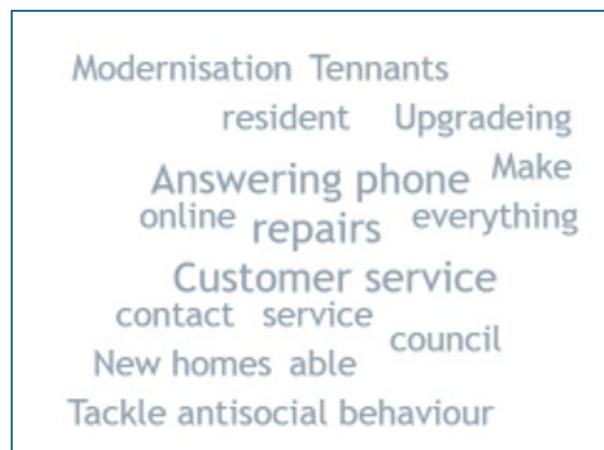 Modernisation Tennants
resident Upgradeing
Answering phone Make
online repairs everything
Customer service
contact service
council
New homes able
Tackle antisocial behaviour